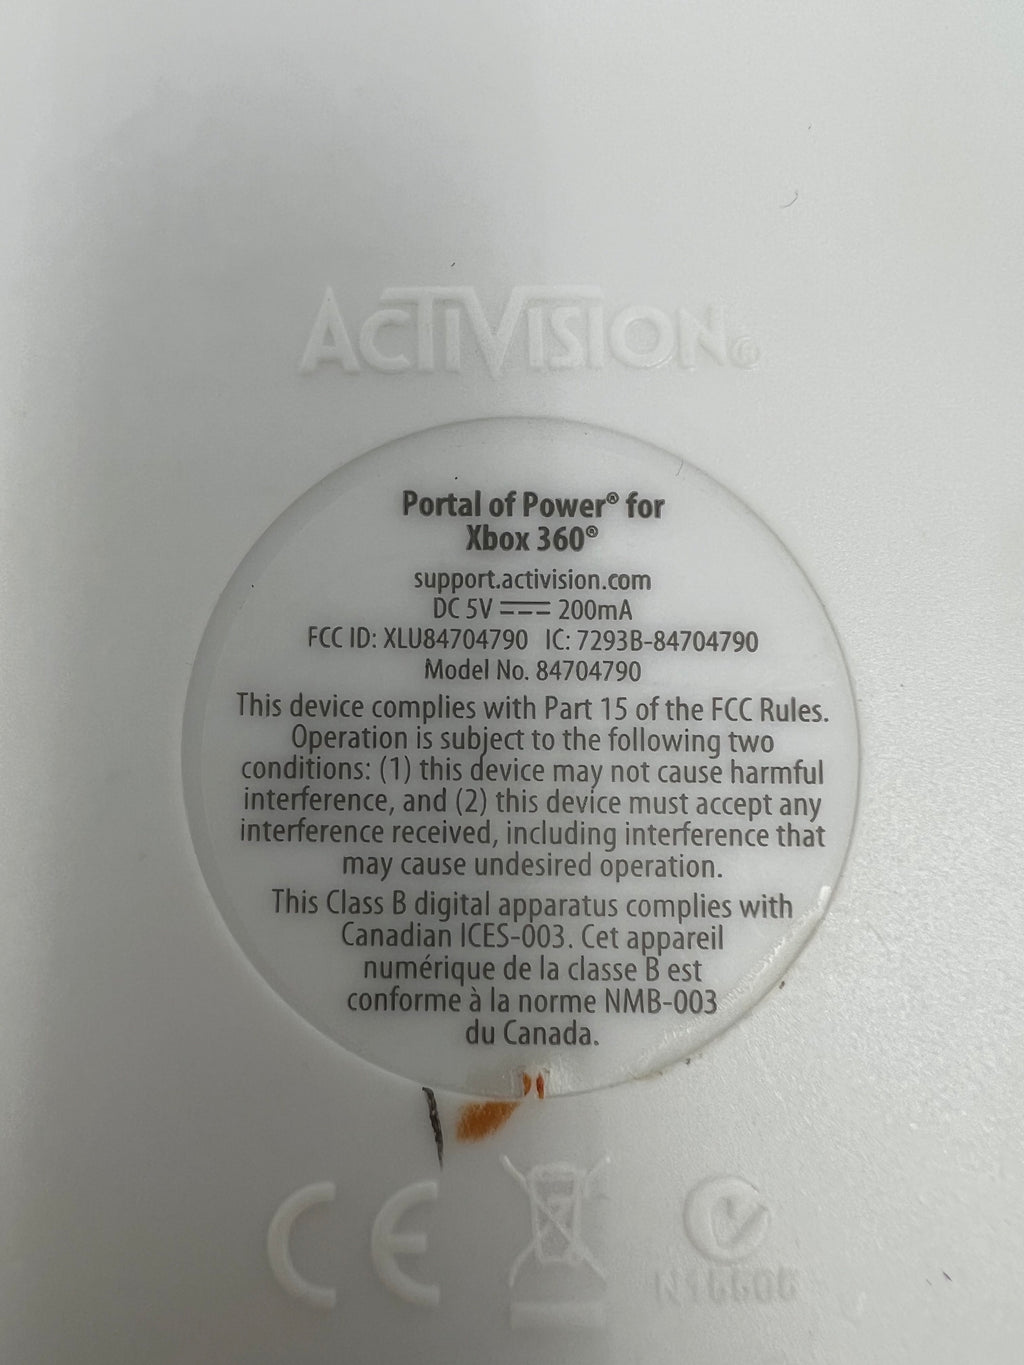 ACTIVISION®
Portal of Power® for
Xbox 360®
support.activision.com
DC 5V ⎓ 200mA
FCC ID: XLU84704790 IC: 7293B-84704790
Model No. 84704790
This device complies with Part 15 of the FCC Rules.
Operation is subject to the following two
conditions: (1) this device may not cause harmful
interference, and (2) this device must accept any
interference received, including interference that
may cause undesired operation.
This Class B digital apparatus complies with
Canadian ICES-003. Cet appareil
numérique de la classe B est
conforme à la norme NMB-003
du Canada.
CE